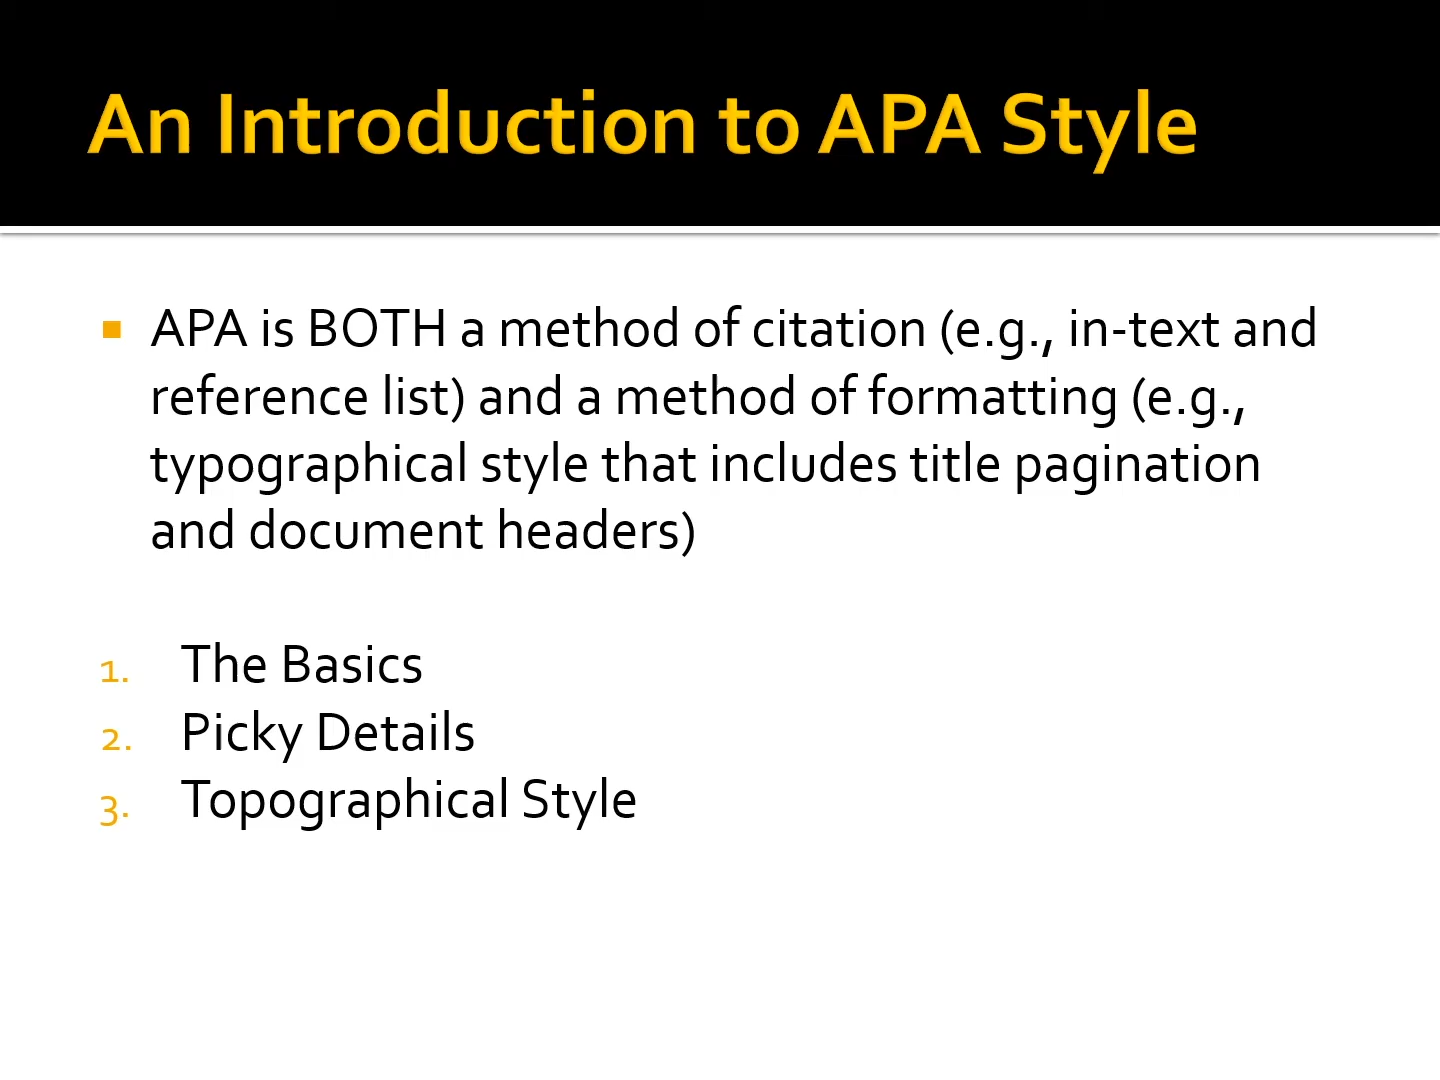 An Introduction to APA Style
▪ APA is BOTH a method of citation (e.g., in-text and
reference list) and a method of formatting (e.g.,
typographical style that includes title pagination
and document headers)
1. The Basics
2. Picky Details
3. Topographical Style